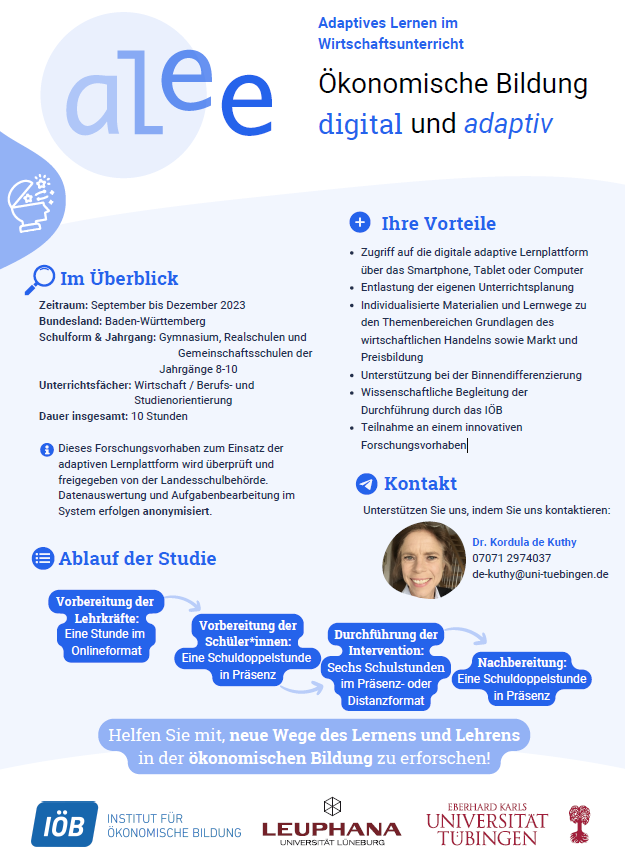 alee
Adaptives Lernen im
Wirtschaftsunterricht
Ökonomische Bildung
digital und adaptiv
Im Überblick
Zeitraum: September bis Dezember 2023
Bundesland: Baden-Württemberg
Schulform & Jahrgang: Gymnasium, Realschulen und
Gemeinschaftsschulen der
Jahrgänge 8-10
Unterrichtsfächer: Wirtschaft / Berufs- und
Studienorientierung
Dauer insgesamt: 10 Stunden
Dieses Forschungsvorhaben zum Einsatz der
adaptiven Lernplattform wird überprüft und
freigegeben von der Landesschulbehörde.
Datenauswertung und Aufgabenbearbeitung im
System erfolgen anonymisiert.
Ihre Vorteile
• Zugriff auf die digitale adaptive Lernplattform
über das Smartphone, Tablet oder Computer
• Entlastung der eigenen Unterrichtsplanung
• Individualisierte Materialien und Lernwege zu
den Themenbereichen Grundlagen des
wirtschaftlichen Handelns sowie Markt und
Preisbildung
• Unterstützung bei der Binnendifferenzierung
• Wissenschaftliche Begleitung der
Durchführung durch das IÖB
• Teilnahme an einem innovativen
Forschungsvorhaben
Kontakt
Unterstützen Sie uns, indem Sie uns kontaktieren:
Dr. Kordula de Kuthy
07071 2974037
de-kuthy@uni-tuebingen.de
Ablauf der Studie
Vorbereitung der
Lehrkräfte:
Eine Stunde im
Onlineformat
Vorbereitung der
Schüler*innen:
Eine Schuldoppelstunde
in Präsenz
Durchführung der
Intervention:
Sechs Schulstunden
im Präsenz- oder
Distanzformat
Nachbereitung:
Eine Schuldoppelstunde
in Präsenz
Helfen Sie mit, neue Wege des Lernens und Lehrens
in der ökonomischen Bildung zu erforschen!
IÖB
INSTITUT FÜR
ÖKONOMISCHE BILDUNG
LEUPHANA
UNIVERSITÄT LÜNEBURG
EBERHARD KARLS
UNIVERSITÄT
TÜBINGEN